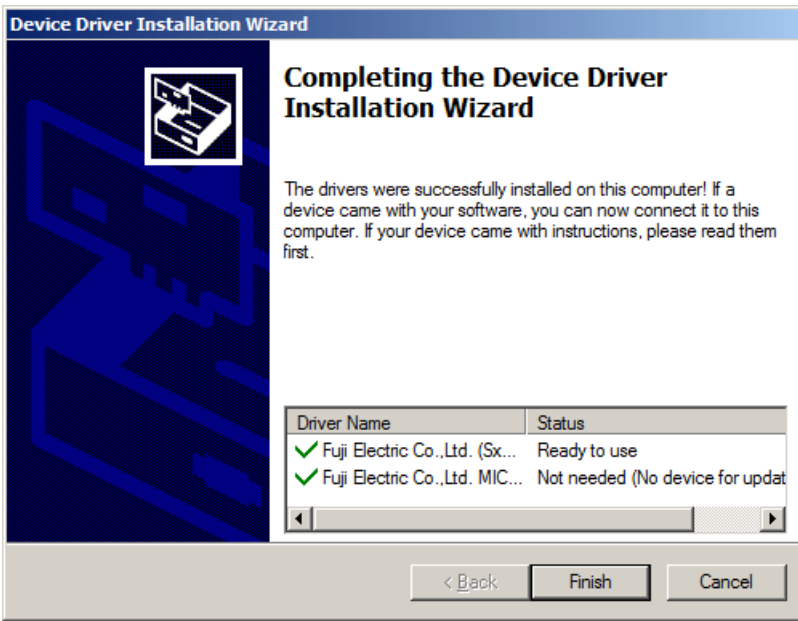 Device Driver Installation Wizard
Completing the Device Driver
Installation Wizard
The drivers were successfully installed on this computer! If a
device came with your software, you can now connect it to this
computer. If your device came with instructions, please read them
first.
Driver Name Status
Fuji Electric Co.,Ltd. (Sx... Ready to use
Fuji Electric Co.,Ltd. MIC... Not needed (No device for updat
< Back Finish Cancel